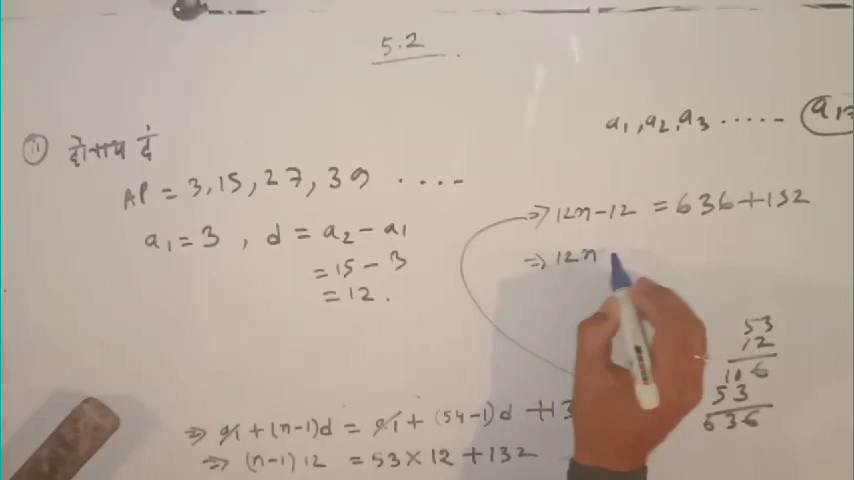 5.2
11 दिया है
a1, a2, a3 ..... a1=
AP = 3, 15, 27, 39 ....
a1 = 3 , d = a2 - a1
= 15 - 3
= 12 .
⇒ 12n - 12 = 636 + 132
⇒ 12n
53
12
106
53
636
⇒ a1 + (n-1)d = a1 + (54-1)d + 13
⇒ (n-1) 12 = 53 × 12 + 132